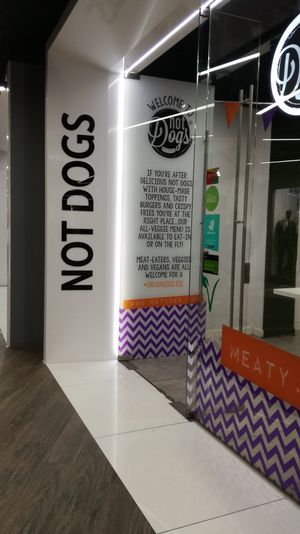 NOT DOGS
WELCOME TO
not
Dogs
IF YOU'RE AFTER
DELICIOUS NOT DOGS
WITH HOUSE-MADE
TOPPINGS, TASTY
BURGERS AND CRISPY
FRIES YOU'RE AT THE
RIGHT PLACE...OUR
ALL-VEGGIE MENU IS
AVAILABLE TO EAT-IN
OR ON THE FLY!
MEAT-EATERS, VEGGIES
AND VEGANS ARE ALL
WELCOME FOR A
#SAUSAGESELFIE
not
Dogs
MEATY